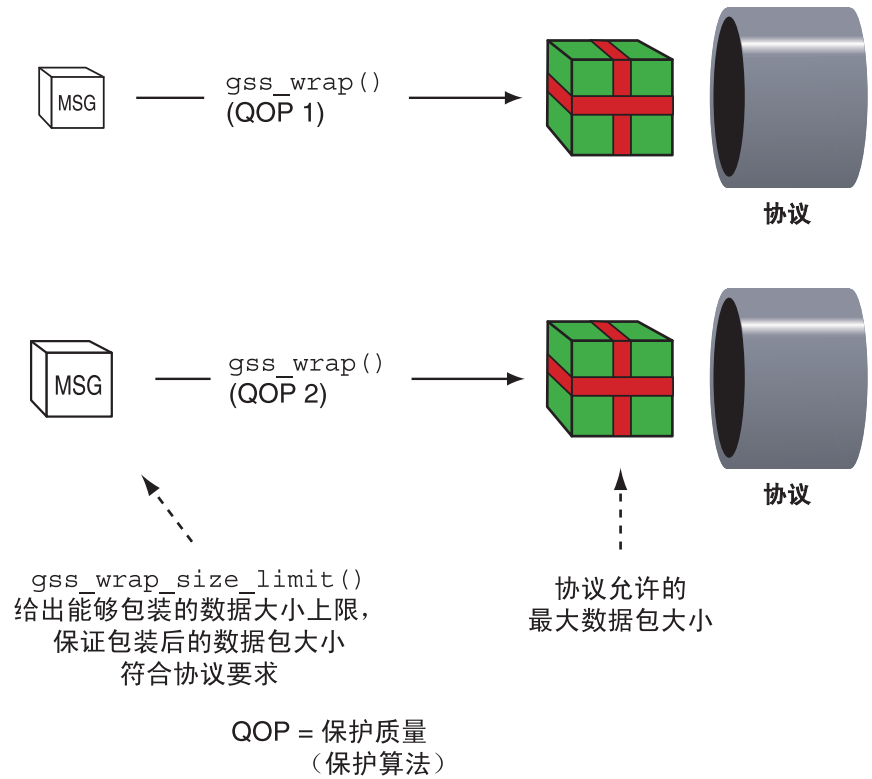 MSG
gss_wrap()
(QOP 1)
协议
MSG
gss_wrap()
(QOP 2)
协议
gss_wrap_size_limit()
给出能够包装的数据大小上限，
保证包装后的数据包大小
符合协议要求
协议允许的
最大数据包大小
QOP = 保护质量
（保护算法）